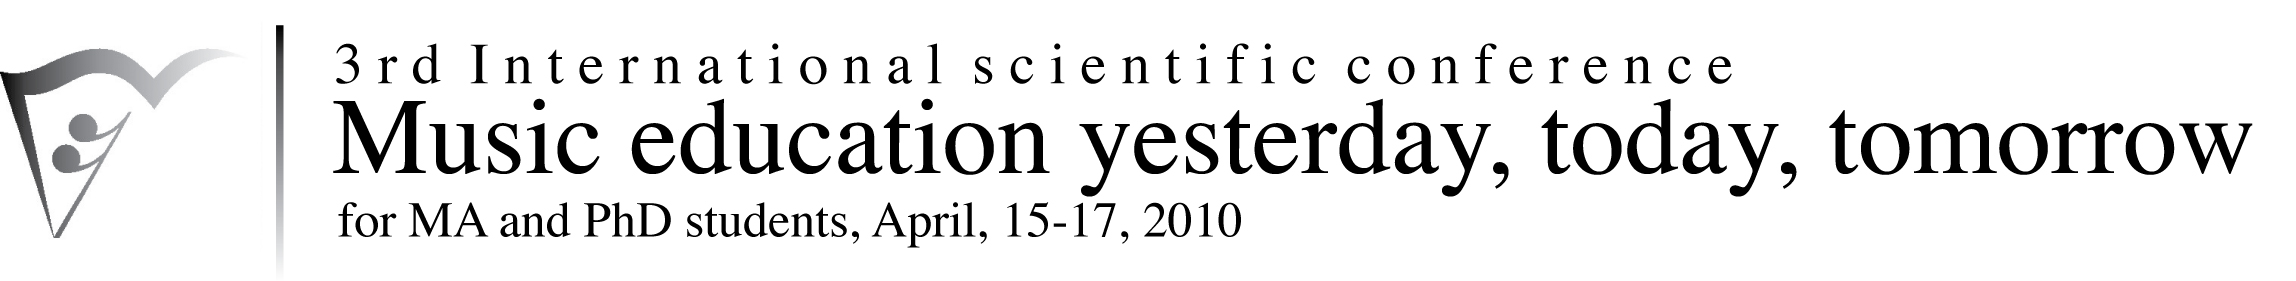 3rd International scientific conference
Music education yesterday, today, tomorrow
for MA and PhD students, April, 15-17, 2010